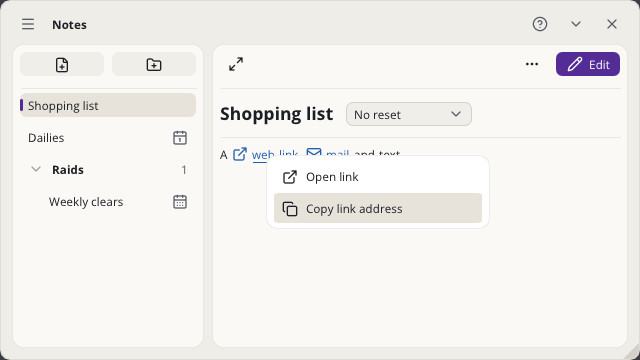 Notes
Edit
Shopping list
Dailies
Raids 1
Weekly clears
Shopping list
No reset
A web link mail and text
Open link
Copy link address